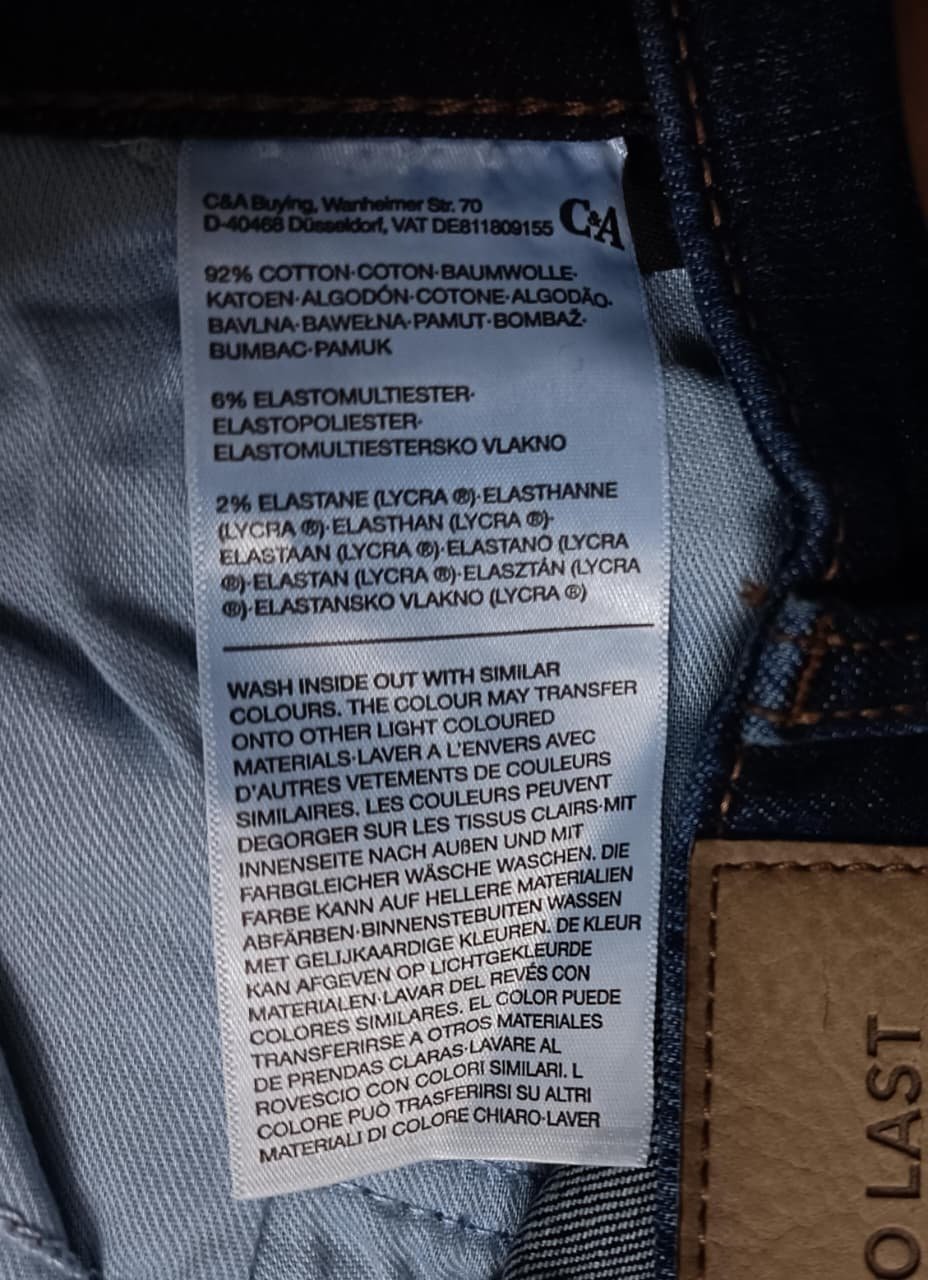 C&A Buying, Wanheimer Str. 70
D-40468 Düsseldorf, VAT DE811809155
C&A
92% COTTON·COTON·BAUMWOLLE·
KATOEN·ALGODÓN·COTONE·ALGODÃO·
BAVLNA·BAWEŁNA·PAMUT·BOMBAŽ·
BUMBAC·PAMUK
6% ELASTOMULTIESTER·
ELASTOPOLIESTER·
ELASTOMULTIESTERSKO VLAKNO
2% ELASTANE (LYCRA ®)·ELASTHANNE
(LYCRA ®)·ELASTHAN (LYCRA ®)·
ELASTAAN (LYCRA ®)·ELASTANO (LYCRA
®)·ELASTAN (LYCRA ®)·ELASZTÁN (LYCRA
®)·ELASTANSKO VLAKNO (LYCRA ®)
WASH INSIDE OUT WITH SIMILAR
COLOURS. THE COLOUR MAY TRANSFER
ONTO OTHER LIGHT COLOURED
MATERIALS·LAVER A L'ENVERS AVEC
D'AUTRES VETEMENTS DE COULEURS
SIMILAIRES. LES COULEURS PEUVENT
DEGORGER SUR LES TISSUS CLAIRS·MIT
INNENSEITE NACH AUßEN UND MIT
FARBGLEICHER WÄSCHE WASCHEN. DIE
FARBE KANN AUF HELLERE MATERIALIEN
ABFÄRBEN·BINNENSTEBUITEN WASSEN
MET GELIJKAARDIGE KLEUREN. DE KLEUR
KAN AFGEVEN OP LICHTGEKLEURDE
MATERIALEN·LAVAR DEL REVÉS CON
COLORES SIMILARES. EL COLOR PUEDE
TRANSFERIRSE A OTROS MATERIALES
DE PRENDAS CLARAS·LAVARE AL
ROVESCIO CON COLORI SIMILARI. L
COLORE PUÒ TRASFERIRSI SU ALTRI
MATERIALI DI COLORE CHIARO·LAVER
O LAST